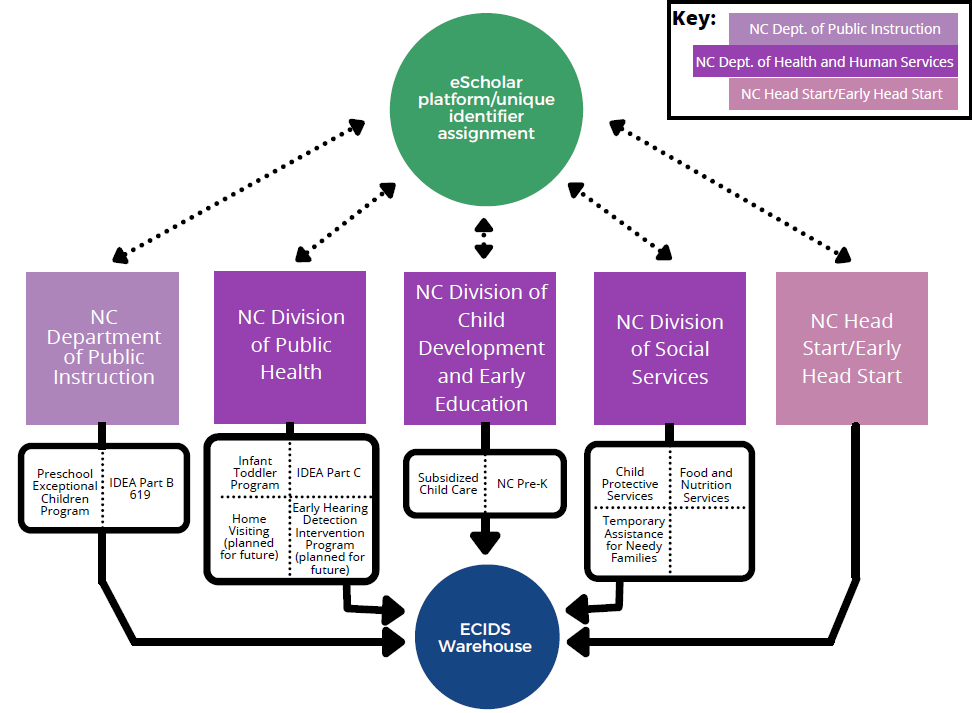 Key:
NC Dept. of Public Instruction
NC Dept. of Health and Human Services
NC Head Start/Early Head Start
eScholar
platform/unique
identifier
assignment
NC
Department
of Public
Instruction
NC Division
of Public
Health
NC Division of
Child
Development
and Early
Education
NC Division
of Social
Services
NC Head
Start/Early
Head Start
Preschool
Exceptional
Children
Program
IDEA Part B
619
Infant
Toddler
Program
IDEA Part C
Home
Visiting
(planned
for future)
Early Hearing
Detection
Intervention
Program
(planned for
future)
Subsidized
Child Care
NC Pre-K
Child
Protective
Services
Food and
Nutrition
Services
Temporary
Assistance
for Needy
Families
ECIDS
Warehouse